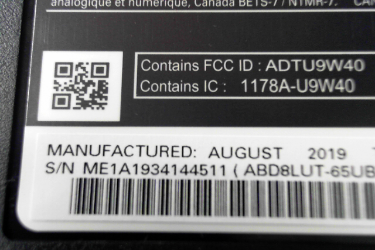 analogique et numérique, Canada BETS-7 / NTMR-7. CAN
Contains FCC ID : ADTU9W40
Contains IC : 1178A-U9W40
MANUFACTURED: AUGUST 2019
S/N ME1A1934144511 ( ABD8LUT-65UB